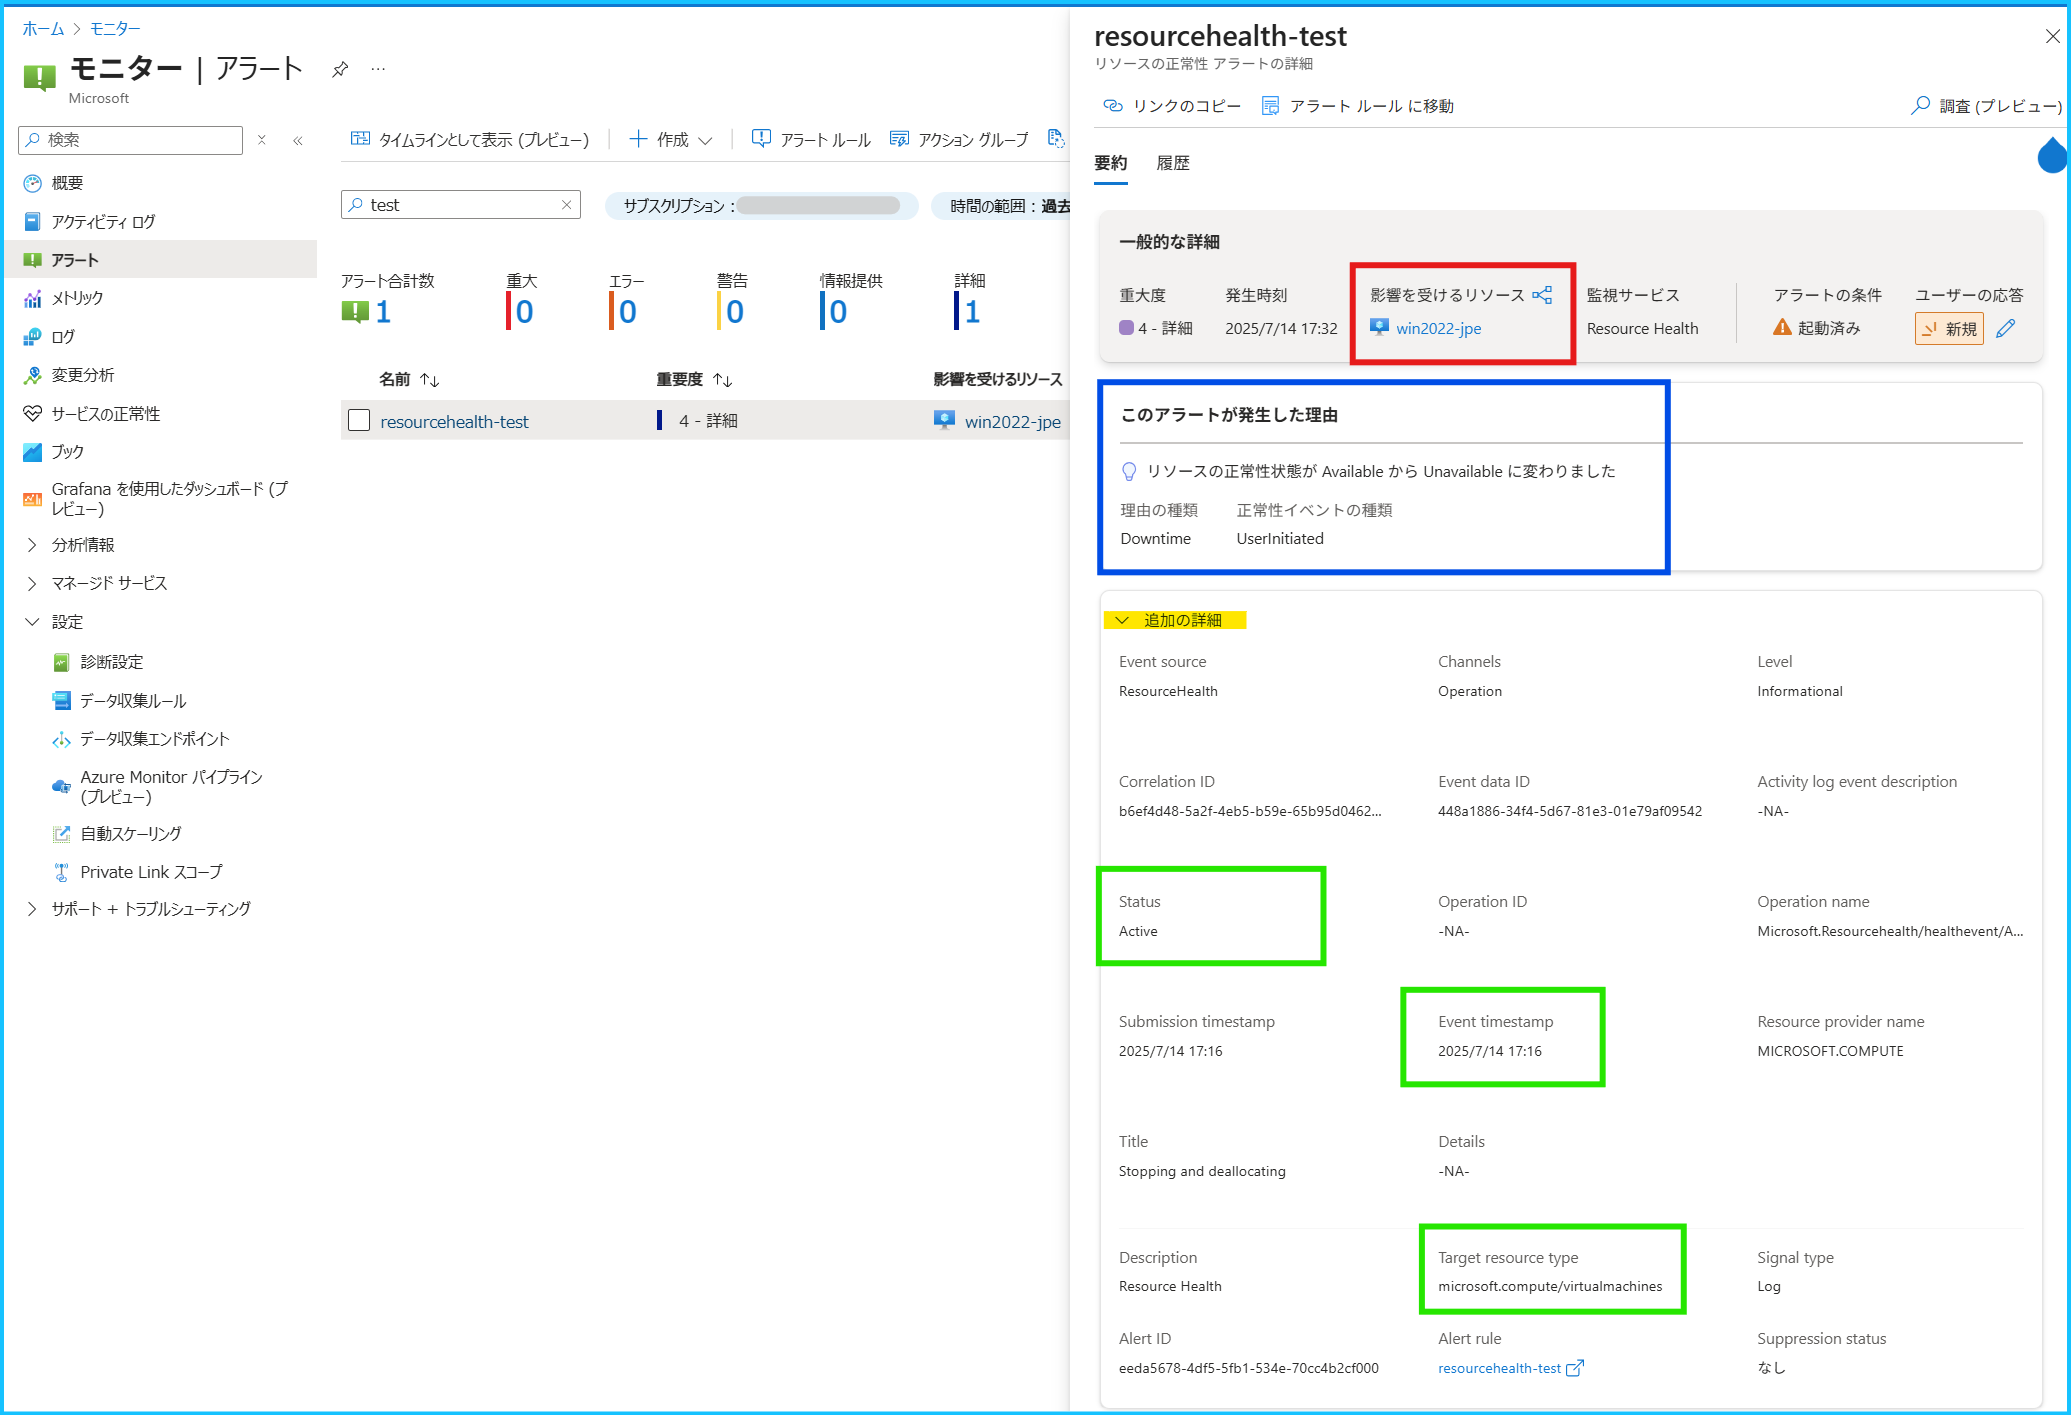 ホーム > モニター
モニター | アラート
Microsoft
検索
概要
アクティビティ ログ
アラート
メトリック
ログ
変更分析
サービスの正常性
ブック
Grafana を使用したダッシュボード (プ
レビュー)
分析情報
マネージド サービス
設定
診断設定
データ収集ルール
データ収集エンドポイント
Azure Monitor パイプライン
(プレビュー)
自動スケーリング
Private Link スコープ
サポート + トラブルシューティング
タイムラインとして表示 (プレビュー) 作成 アラート ルール アクション グループ
test サブスクリプション : 時間の範囲 : 過去
アラート合計数 重大 エラー 警告 情報提供 詳細
1 0 0 0 0 1
名前 重要度 影響を受けるリソース
resourcehealth-test 4 - 詳細 win2022-jpe
resourcehealth-test
リソースの正常性 アラートの詳細
リンクのコピー アラート ルール に移動 調査 (プレビュー)
要約 履歴
一般的な詳細
重大度 発生時刻 影響を受けるリソース 監視サービス アラートの条件 ユーザーの応答
4 - 詳細 2025/7/14 17:32 win2022-jpe Resource Health 起動済み 新規
このアラートが発生した理由
リソースの正常性状態が Available から Unavailable に変わりました
理由の種類 正常性イベントの種類
Downtime UserInitiated
追加の詳細
Event source Channels Level
ResourceHealth Operation Informational
Correlation ID Event data ID Activity log event description
b6ef4d48-5a2f-4eb5-b59e-65b95d0462... 448a1886-34f4-5d67-81e3-01e79af09542 -NA-
Status Operation ID Operation name
Active -NA- Microsoft.Resourcehealth/healthevent/A...
Submission timestamp Event timestamp Resource provider name
2025/7/14 17:16 2025/7/14 17:16 MICROSOFT.COMPUTE
Title Details
Stopping and deallocating -NA-
Description Target resource type Signal type
Resource Health microsoft.compute/virtualmachines Log
Alert ID Alert rule Suppression status
eeda5678-4df5-5fb1-534e-70cc4b2cf000 resourcehealth-test なし